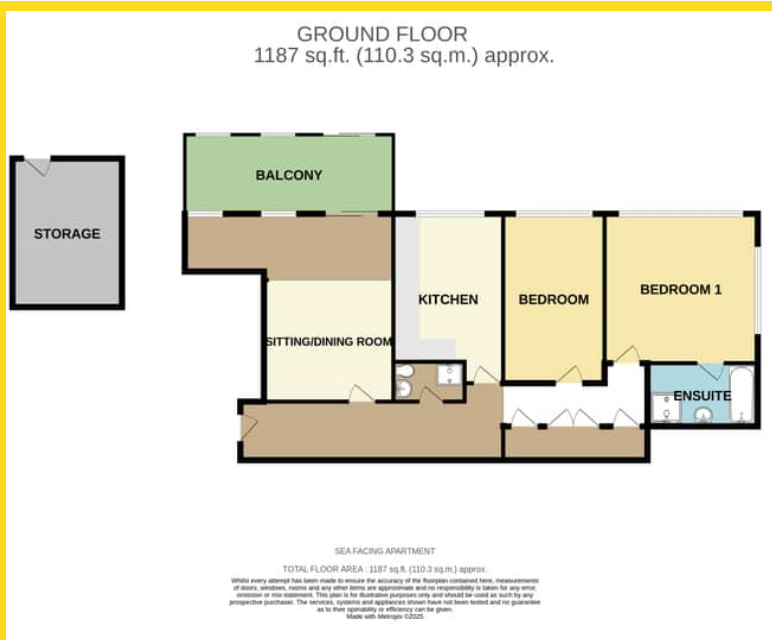 GROUND FLOOR
1187 sq.ft. (110.3 sq.m.) approx.
BALCONY
STORAGE
KITCHEN
BEDROOM
BEDROOM 1
SITTING/DINING ROOM
ENSUITE
SEA FACING APARTMENT
TOTAL FLOOR AREA : 1187 sq.ft. (110.3 sq.m.) approx.
Whilst every attempt has been made to ensure the accuracy of the floorplan contained here, measurements
of doors, windows, rooms and any other items are approximate and no responsibility is taken for any error,
omission or mis-statement. This plan is for illustrative purposes only and should be used as such by any
prospective purchaser. The services, systems and appliances shown have not been tested and no guarantee
as to their operability or efficiency can be given.
Made with Metropix ©2025